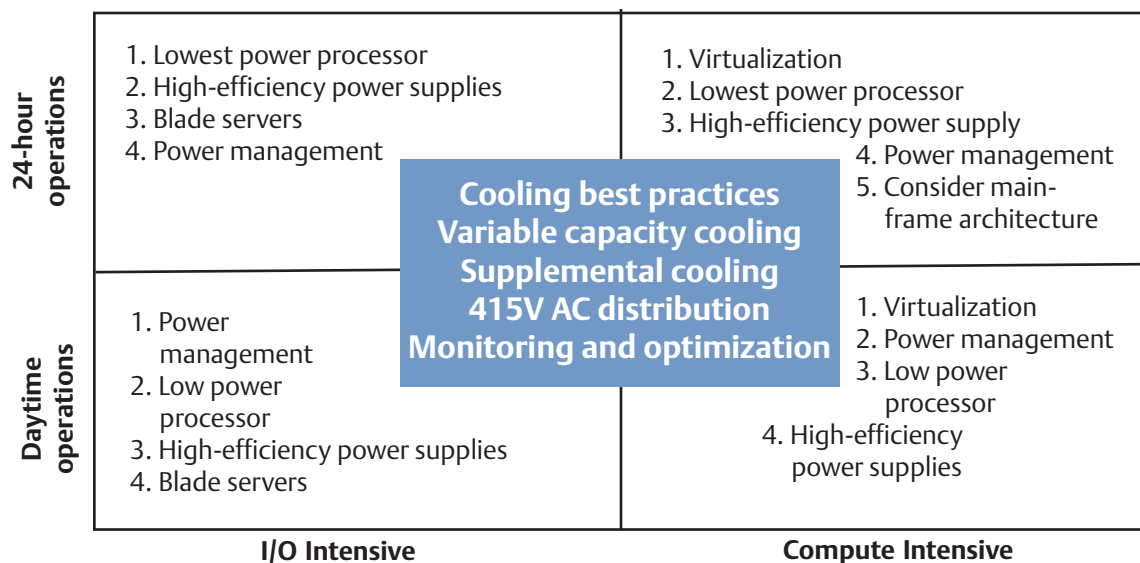 24-hour
operations
1. Lowest power processor
2. High-efficiency power supplies
3. Blade servers
4. Power management
1. Virtualization
2. Lowest power processor
3. High-efficiency power supply
4. Power management
5. Consider main-
frame architecture
Cooling best practices
Variable capacity cooling
Supplemental cooling
415V AC distribution
Monitoring and optimization
Daytime
operations
1. Power
management
2. Low power
processor
3. High-efficiency power supplies
4. Blade servers
1. Virtualization
2. Power management
3. Low power
processor
4. High-efficiency
power supplies
I/O Intensive
Compute Intensive